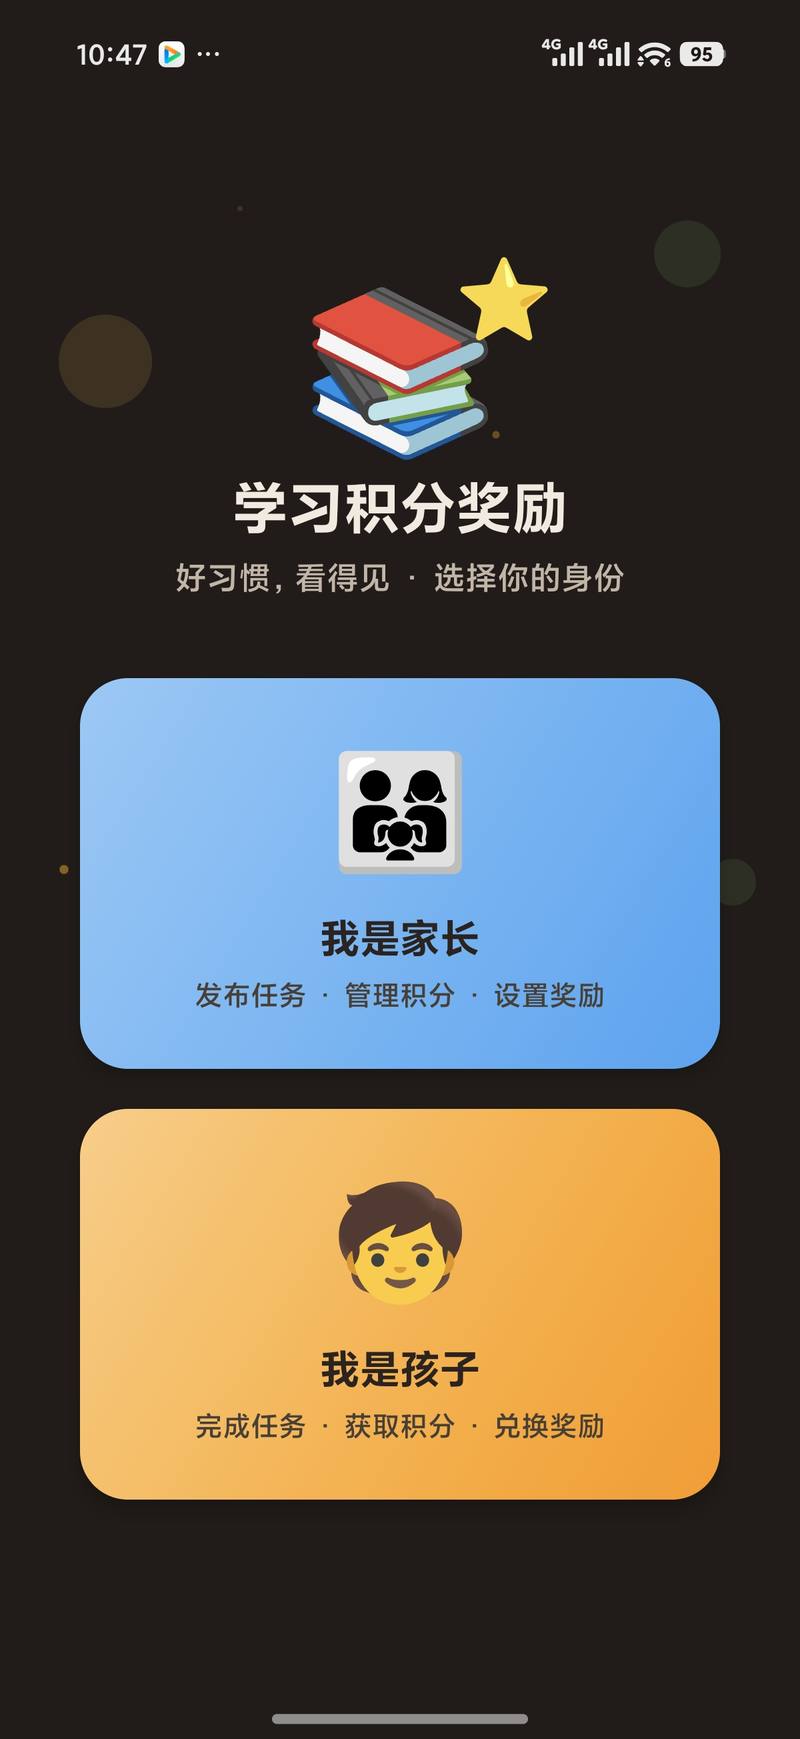 10:47 ··· 4G 4G 6 95
学习积分奖励
好习惯，看得见 · 选择你的身份
我是家长
发布任务 · 管理积分 · 设置奖励
我是孩子
完成任务 · 获取积分 · 兑换奖励